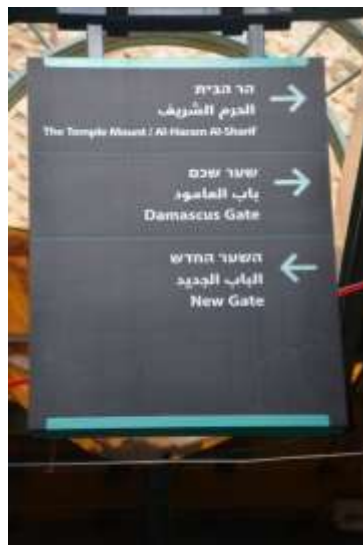 הר הבית
الحرم الشريف
The Temple Mount / Al-Haram Al-Sharif
שער שכם
باب العامود
Damascus Gate
השער החדש
الباب الجديد
New Gate